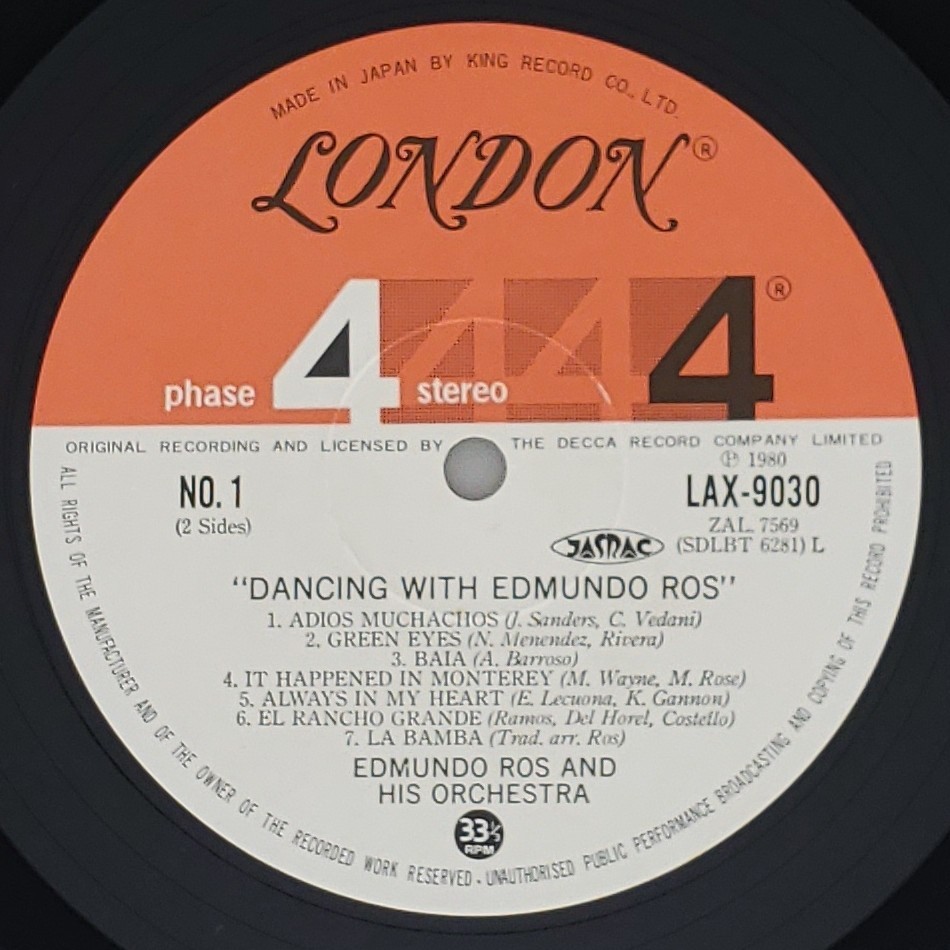 MADE IN JAPAN BY KING RECORD CO., LTD.
LONDON®
phase 4 stereo 4 4 4®
ORIGINAL RECORDING AND LICENSED BY THE DECCA RECORD COMPANY LIMITED
℗ 1980
NO. 1
LAX-9030
(2 Sides)
ZAL. 7569
JASRAC
(SDLBT 6281) L
"DANCING WITH EDMUNDO ROS"
1. ADIOS MUCHACHOS (J. Sanders, C. Vedani)
2. GREEN EYES (N. Menendez, Rivera)
3. BAIA (A. Barroso)
4. IT HAPPENED IN MONTEREY (M. Wayne, M. Rose)
5. ALWAYS IN MY HEART (E. Lecuona, K. Gannon)
6. EL RANCHO GRANDE (Ramos, Del Horel, Costello)
7. LA BAMBA (Trad. arr. Ros)
EDMUNDO ROS AND
HIS ORCHESTRA
33⅓
RPM
ALL RIGHTS OF THE MANUFACTURER AND OF THE OWNER OF THE RECORDED WORK RESERVED - UNAUTHORISED PUBLIC PERFORMANCE BROADCASTING AND COPYING OF THIS RECORD PROHIBITED